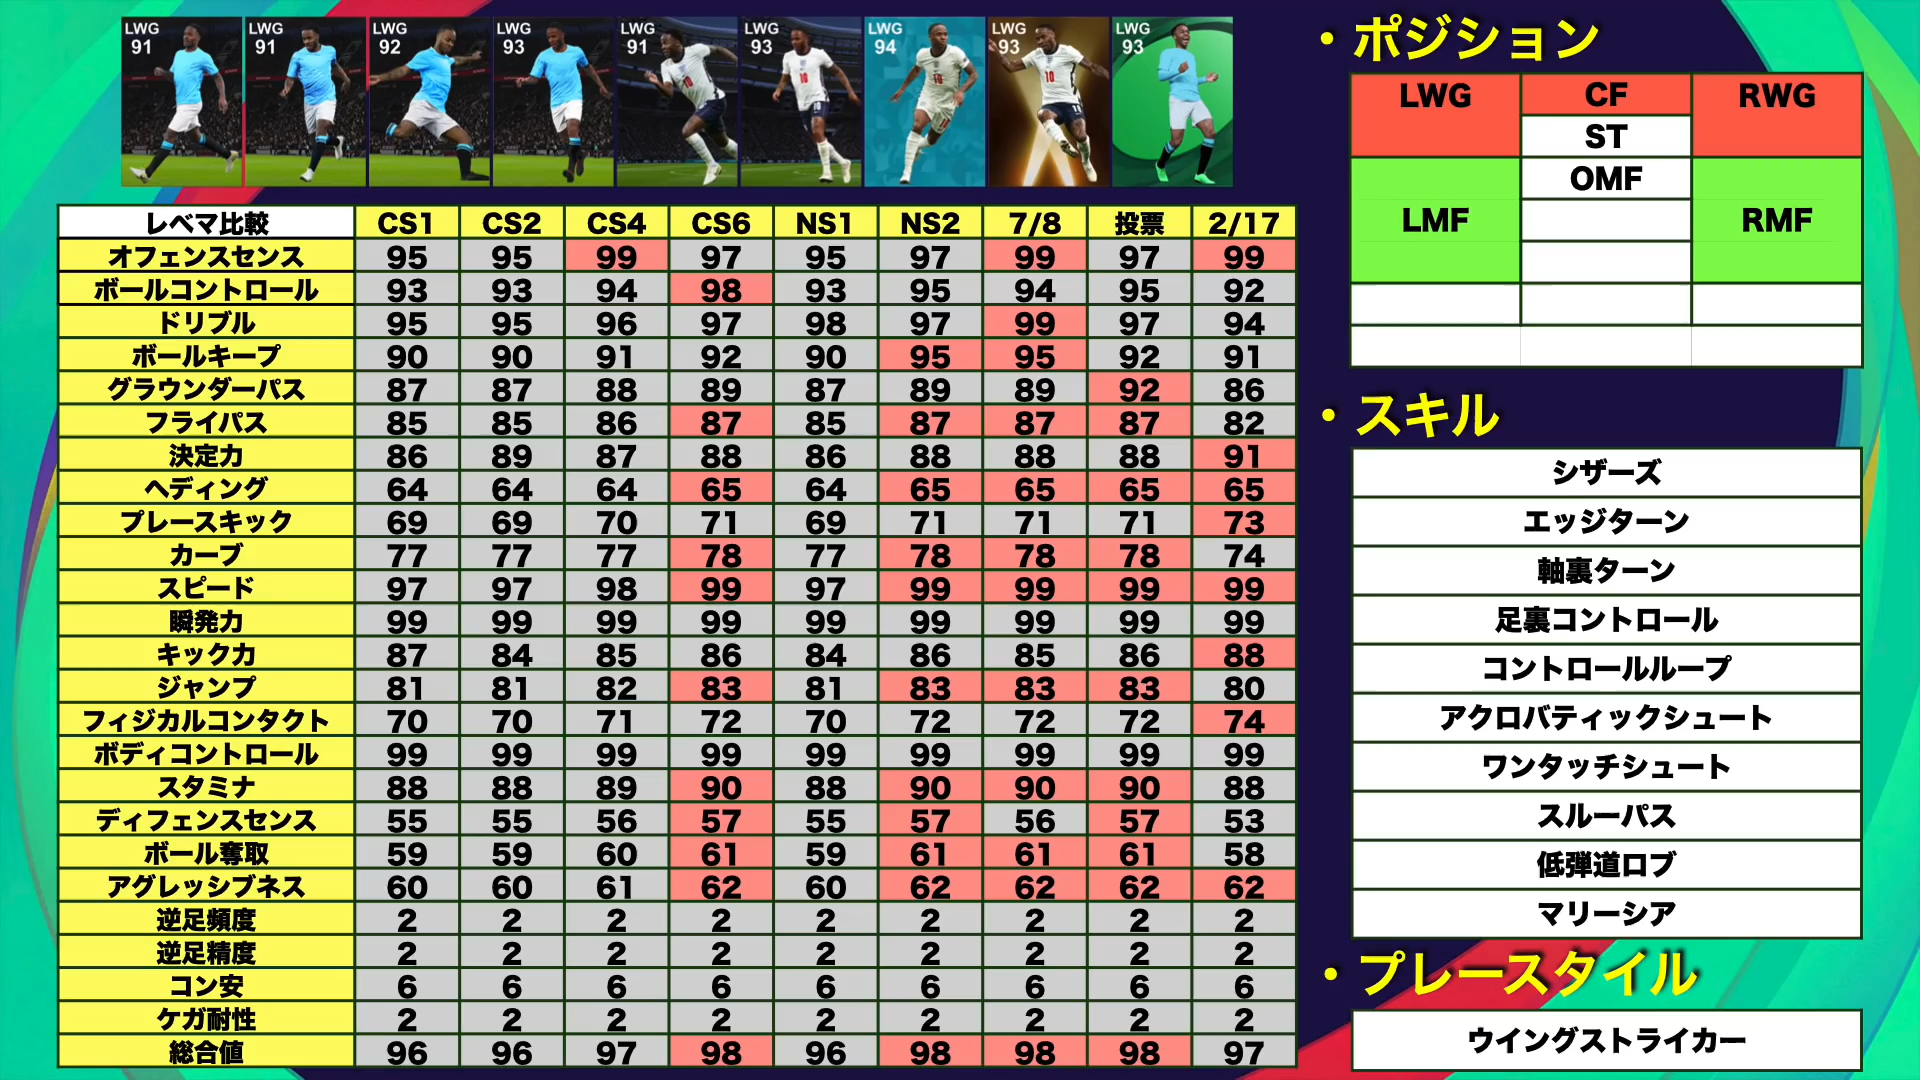 LWG 91 LWG 91 LWG 92 LWG 93 LWG 91 LWG 93 LWG 94 LWG 93 LWG 93
レベマ比較 CS1 CS2 CS4 CS6 NS1 NS2 7/8 投票 2/17
オフェンスセンス 95 95 99 97 95 97 99 97 99
ボールコントロール 93 93 94 98 93 95 94 95 92
ドリブル 95 95 96 97 98 97 99 97 94
ボールキープ 90 90 91 92 90 95 95 92 91
グラウンダーパス 87 87 88 89 87 89 89 92 86
フライパス 85 85 86 87 85 87 87 87 82
決定力 86 89 87 88 86 88 88 88 91
ヘディング 64 64 64 65 64 65 65 65 65
プレースキック 69 69 70 71 69 71 71 71 73
カーブ 77 77 77 78 77 78 78 78 74
スピード 97 97 98 99 97 99 99 99 99
瞬発力 99 99 99 99 99 99 99 99 99
キック力 87 84 85 86 84 86 85 86 88
ジャンプ 81 81 82 83 81 83 83 83 80
フィジカルコンタクト 70 70 71 72 70 72 72 72 74
ボディコントロール 99 99 99 99 99 99 99 99 99
スタミナ 88 88 89 90 88 90 90 90 88
ディフェンスセンス 55 55 56 57 55 57 56 57 53
ボール奪取 59 59 60 61 59 61 61 61 58
アグレッシブネス 60 60 61 62 60 62 62 62 62
逆足頻度 2 2 2 2 2 2 2 2 2
逆足精度 2 2 2 2 2 2 2 2 2
コン安 6 6 6 6 6 6 6 6 6
ケガ耐性 2 2 2 2 2 2 2 2 2
総合値 96 96 97 98 96 98 98 98 97
・ポジション
LWG CF RWG
ST
OMF
LMF RMF
・スキル
シザーズ
エッジターン
軸裏ターン
足裏コントロール
コントロールループ
アクロバティックシュート
ワンタッチシュート
スルーパス
低弾道ロブ
マリーシア
・プレースタイル
ウイングストライカー